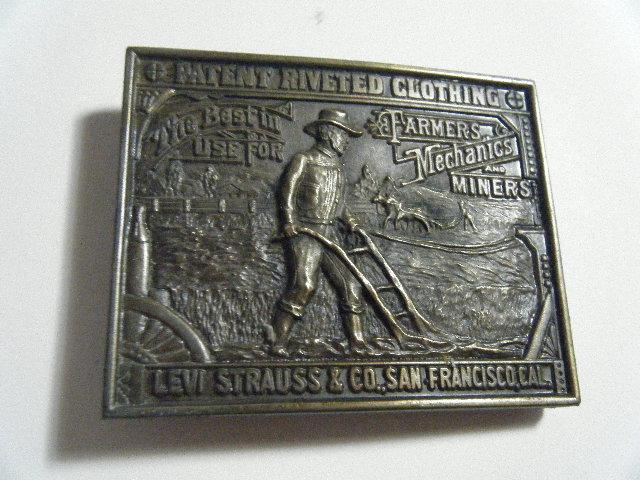 PATENT RIVETED CLOTHING
The Best in
USE FOR
FARMERS,
Mechanics
AND
MINERS
LEVI STRAUSS & CO., SAN FRANCISCO, CAL.